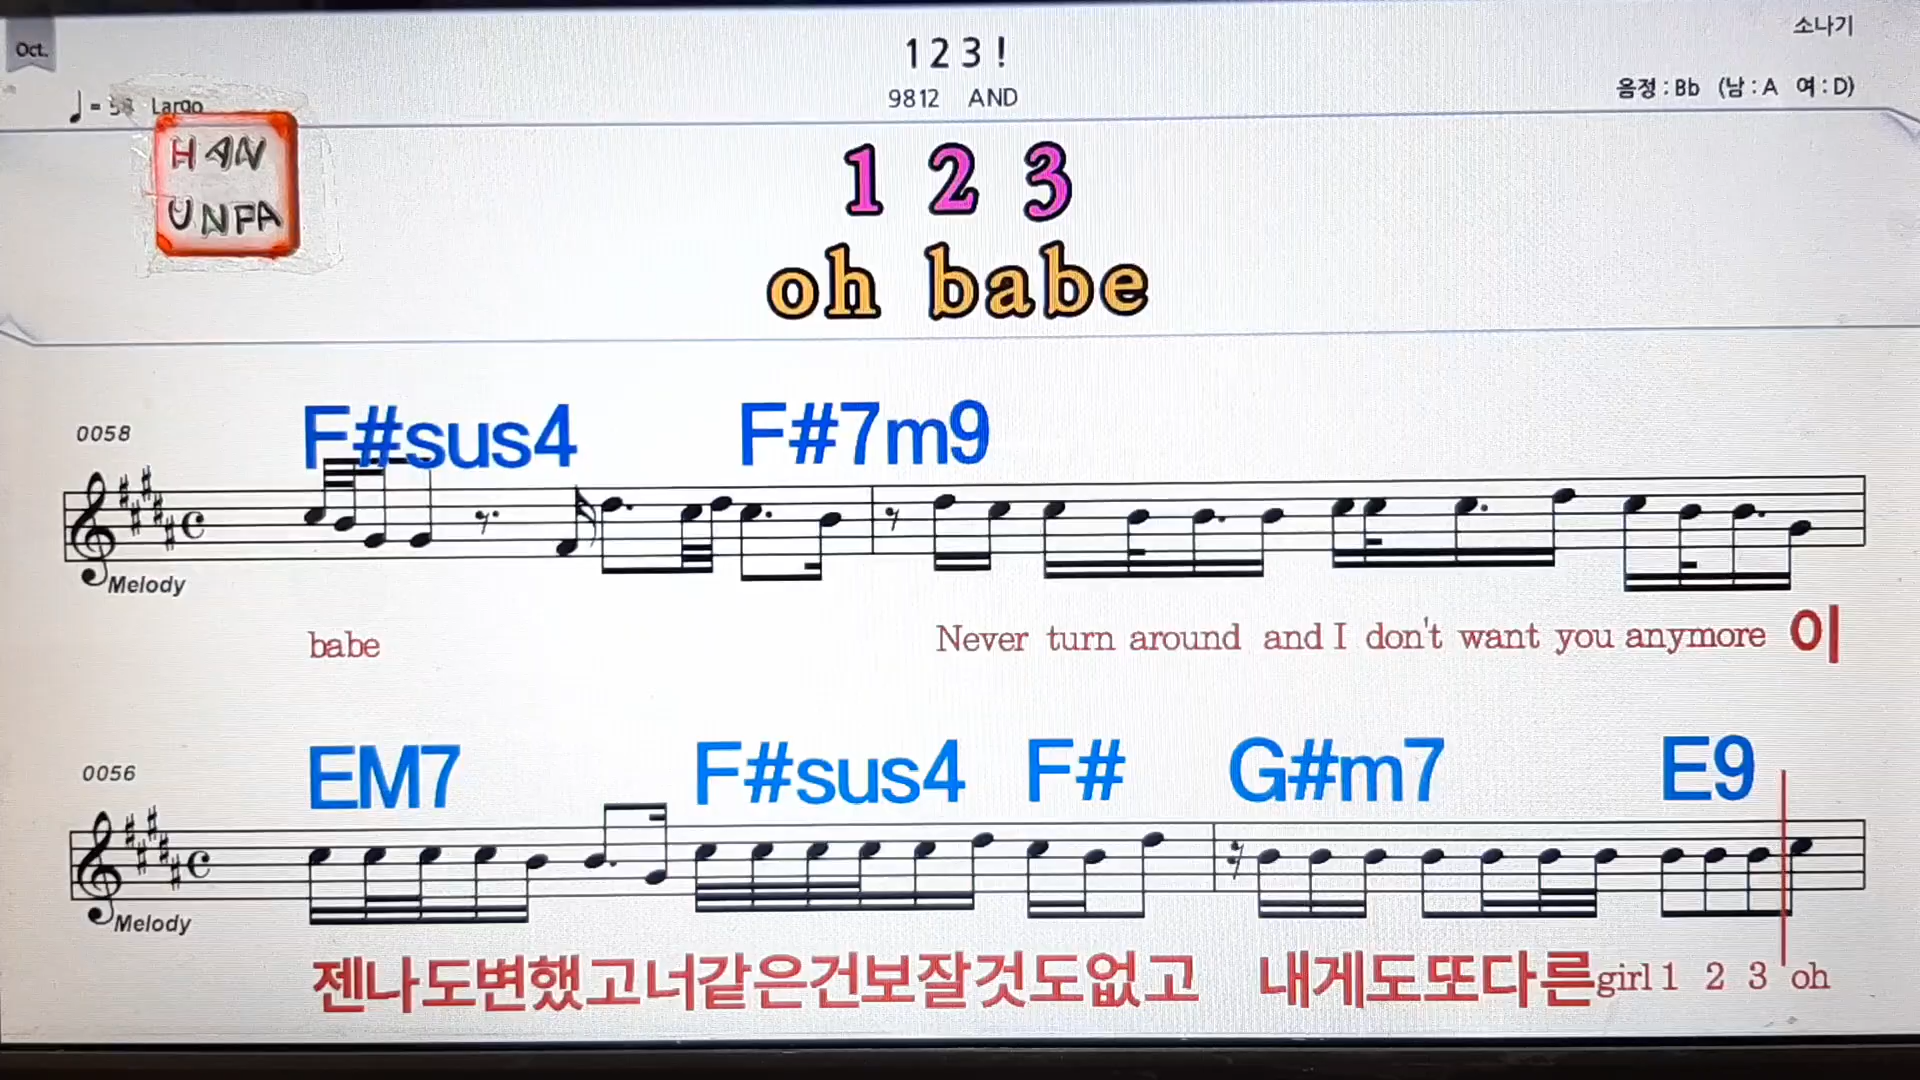 Oct.
소나기
1 2 3 !
9812 AND
음정 : Bb (남 : A 여 : D)
= 58 Largo
HAN
UNFA
1 2 3
oh babe
F#sus4 F#7m9
0058
Melody
babe Never turn around and I don't want you anymore 이
EM7 F#sus4 F# G#m7 E9
0056
Melody
젠나도변했고너같은건보잘것도없고 내게도또다른girl 1 2 3 oh